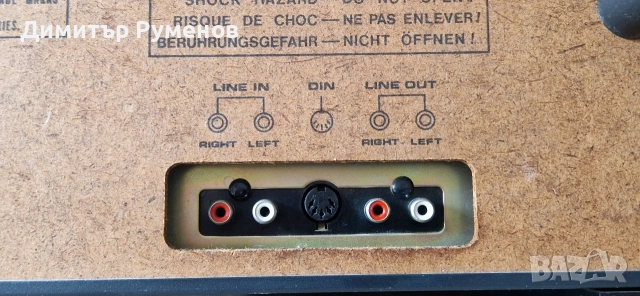 SHOCK HAZARD — DO NOT OPEN!
RISQUE DE CHOC — NE PAS ENLEVER!
BERÜHRUNGSGEFAHR — NICHT ÖFFNEN!
Димитър Руменов
LINE IN DIN LINE OUT
RIGHT LEFT RIGHT LEFT
BAZAR